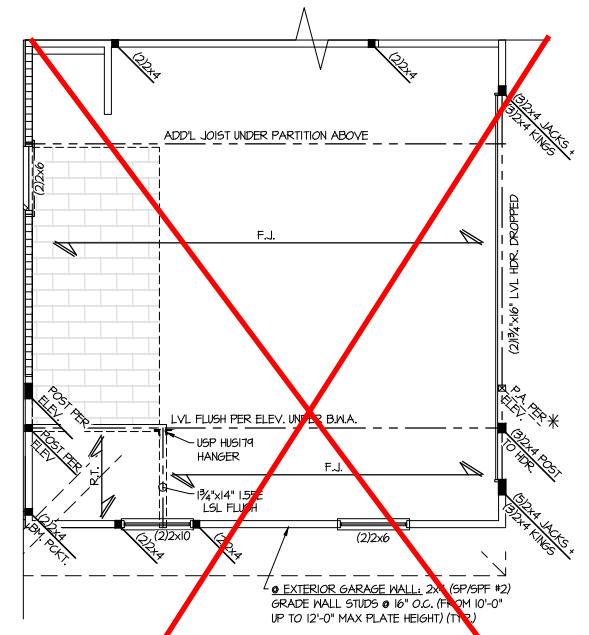 (2)2x4
(2)2x4
(3)2x4 JACKS +
(3)2x4 KINGS
ADD'L JOIST UNDER PARTITION ABOVE
(2)2x6
F.J.
(2)1¾"x16" LVL HDR. DROPPED
POST PER
ELEV.
P.A. PER
ELEV.
LVL FLUSH PER ELEV. UNDER B.W.A.
POST PER
ELEV
USP HUS179
HANGER
(3)2x4 POST
TO HDR.
R.T.
F.J.
1¾"x14" 1.55E
LSL FLUSH
(2)2x4
BM. PCKT.
(2)2x4
(2)2x10
(2)2x4
(2)2x6
(5)2x4 JACKS +
(3)2x4 KINGS
@ EXTERIOR GARAGE WALL: 2x4 (SP/SPF #2)
GRADE WALL STUDS @ 16" O.C. (FROM 10'-0"
UP TO 12'-0" MAX PLATE HEIGHT) (TYP.)